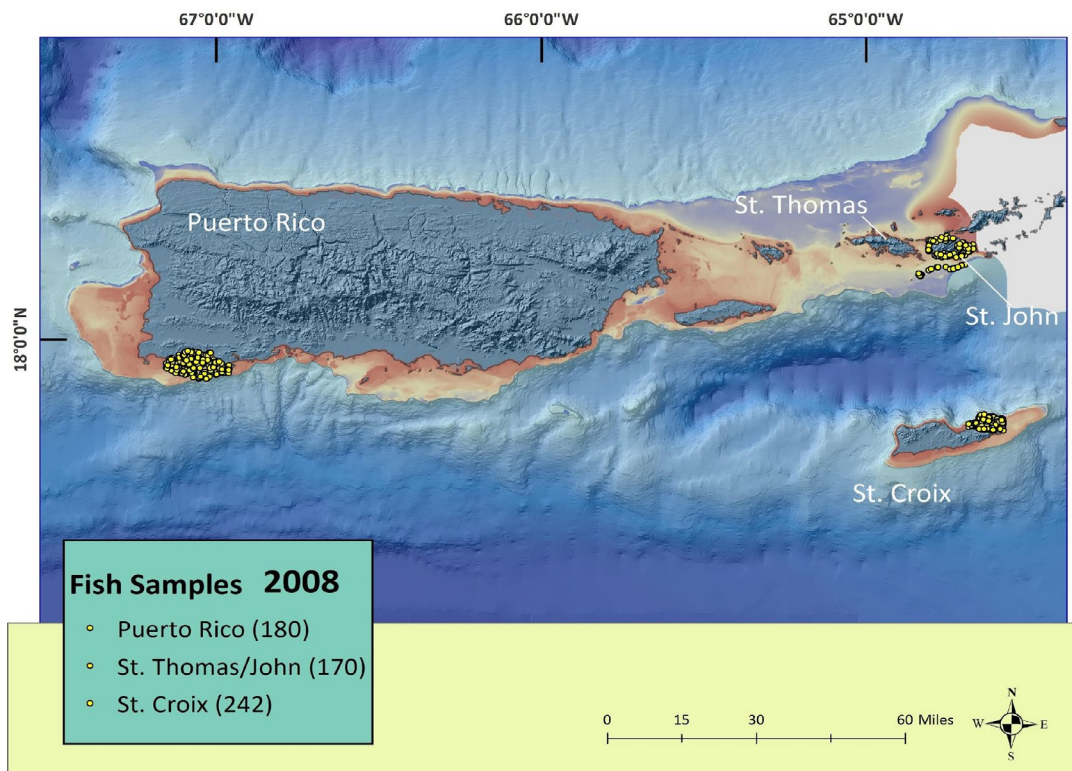 67°0'0"W 66°0'0"W 65°0'0"W
18°0'0"N
Puerto Rico
St. Thomas
St. John
St. Croix
Fish Samples 2008
Puerto Rico (180)
St. Thomas/John (170)
St. Croix (242)
0 15 30 60 Miles
N
W E
S